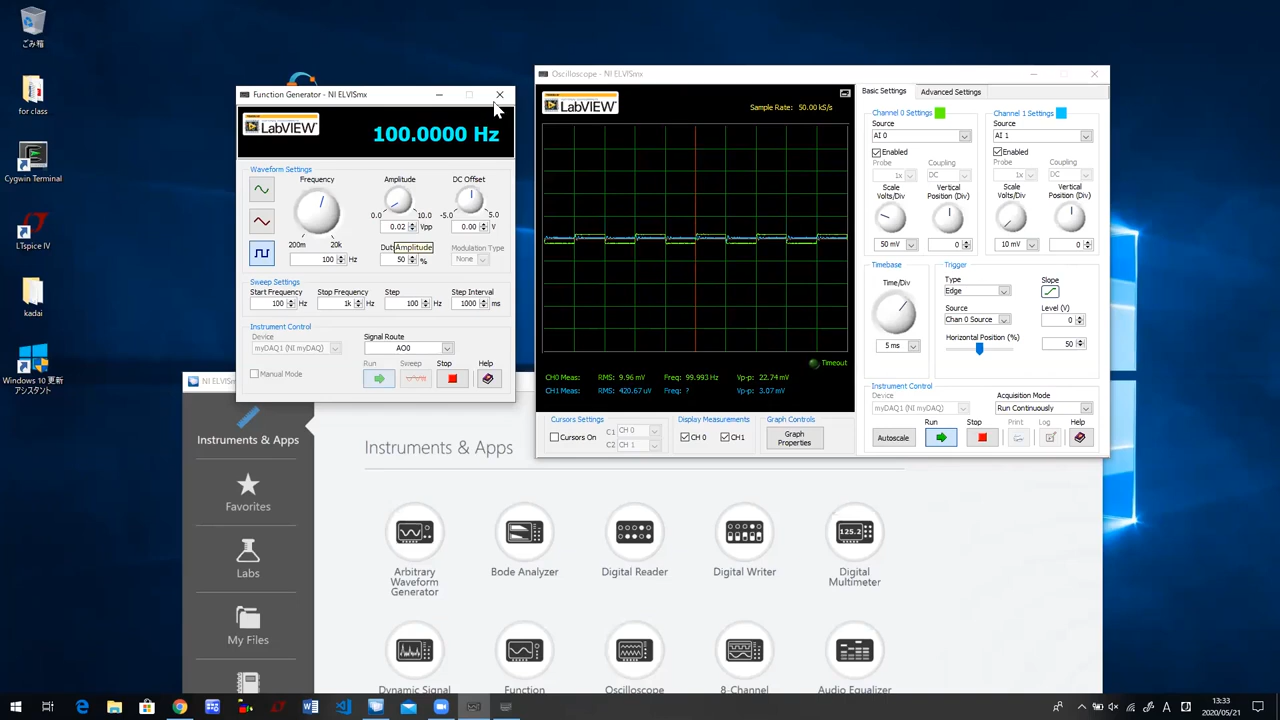 ごみ箱
for class
Cygwin Terminal
LTspice IV
kadai
Windows 10 更新
アシスタント
Function Generator - NI ELVISmx
LabVIEW
100.0000 Hz
Waveform Settings
Frequency
Amplitude
DC Offset
0.0 10.0
-5.0 5.0
0.02 Vpp
0.00 V
200m 20k
Amplitude
Modulation Type
100 Hz
50 %
None
Sweep Settings
Start Frequency
Stop Frequency
Step
Step Interval
100 Hz
1k Hz
100 Hz
1000 ms
Instrument Control
Device
Signal Route
myDAQ1 (NI myDAQ)
AO0
Manual Mode
Run
Sweep
Stop
Help
Oscilloscope - NI ELVISmx
LabVIEW
Sample Rate: 50.00 kS/s
Timeout
CH0 Meas: RMS: 9.96 mV Freq: 99.993 Hz Vp-p: 22.74 mV
CH1 Meas: RMS: 420.67 uV Freq: ? Vp-p: 3.07 mV
Cursors Settings
Cursors On
C1 CH 0
C2 CH 1
Display Measurements
CH 0
CH1
Graph Controls
Graph
Properties
Basic Settings
Advanced Settings
Channel 0 Settings
Source
AI 0
Enabled
Probe
Coupling
1x
DC
Scale
Volts/Div
Vertical
Position (Div)
50 mV
0
Channel 1 Settings
Source
AI 1
Enabled
Probe
Coupling
1x
DC
Scale
Volts/Div
Vertical
Position (Div)
10 mV
0
Timebase
Time/Div
5 ms
Trigger
Type
Edge
Slope
Source
Chan 0 Source
Level (V)
0
Horizontal Position (%)
50
Instrument Control
Device
myDAQ1 (NI myDAQ)
Acquisition Mode
Run Continuously
Run
Stop
Print
Log
Help
Autoscale
Instruments & Apps
Favorites
Labs
My Files
Instruments & Apps
Arbitrary
Waveform
Generator
Bode Analyzer
Digital Reader
Digital Writer
125.2
Digital
Multimeter
Dynamic Signal
Function
Oscilloscope
8-Channel
Audio Equalizer
A
13:33
2020/05/21